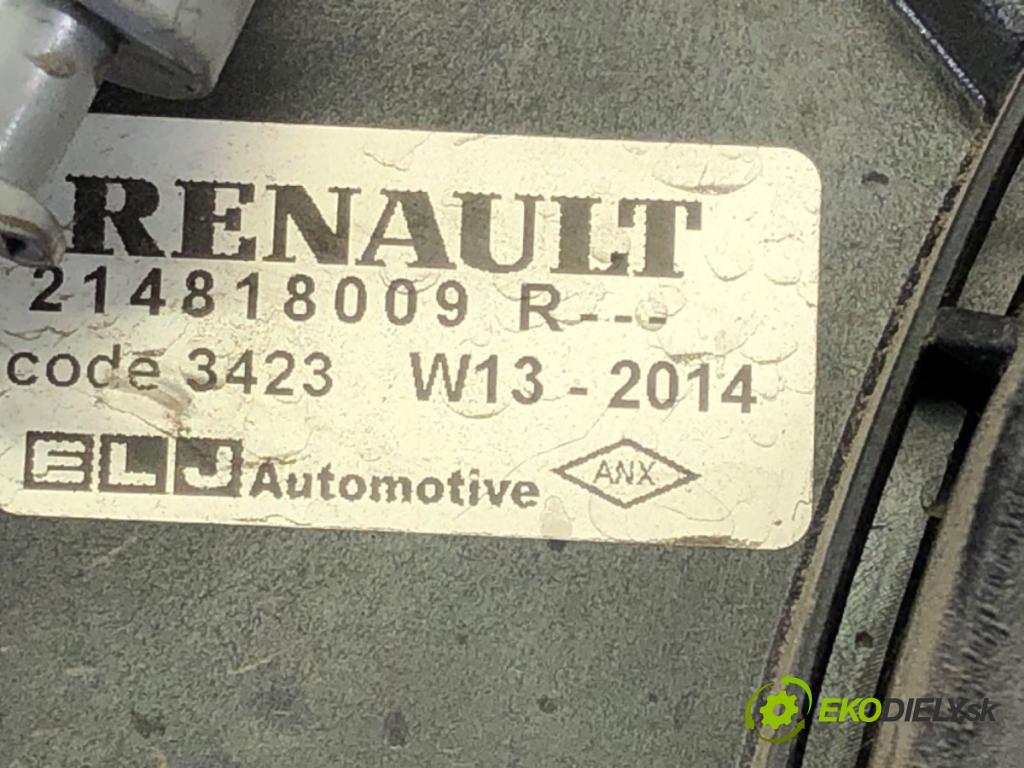 RENAULT
214818009 R---
code 3423 W13 - 2014
ELJ Automotive ANX
EKODIELY.sk